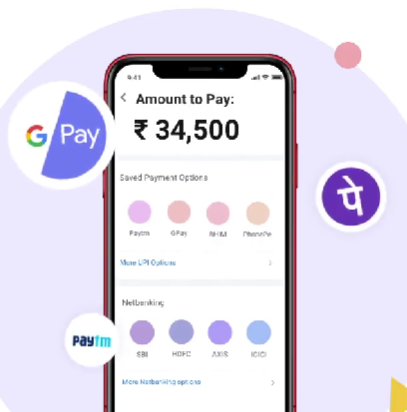 9:41
Amount to Pay:
₹ 34,500
G Pay
Saved Payment Options
Paytm GPay BHIM PhonePe
पे
More UPI Options
Netbanking
Paytm
SBI HDFC AXIS ICICI
More Netbanking options